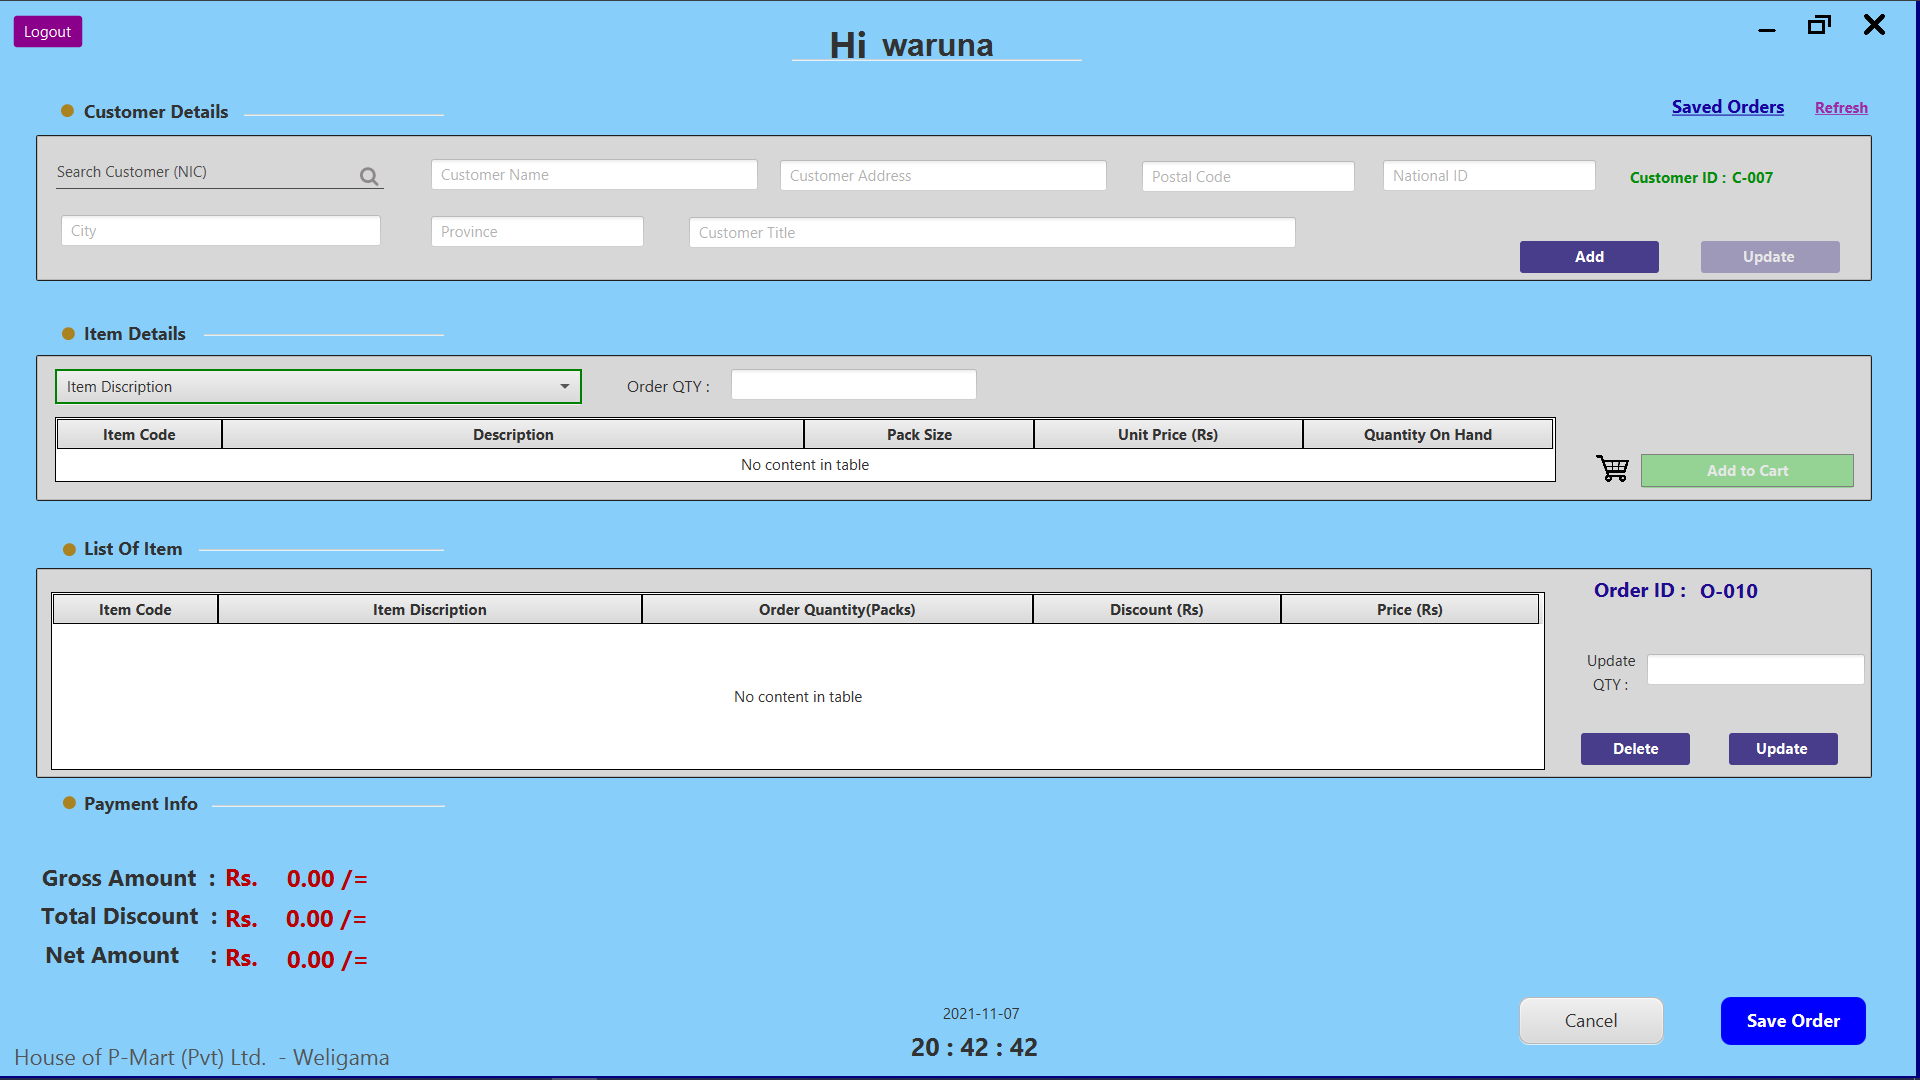 Logout
Hi waruna
Customer Details
Saved Orders Refresh
Search Customer (NIC) Customer Name Customer Address Postal Code National ID Customer ID : C-007
City Province Customer Title
Add Update
Item Details
Item Discription Order QTY :
Item Code Description Pack Size Unit Price (Rs) Quantity On Hand
No content in table
Add to Cart
List Of Item
Order ID : O-010
Item Code Item Discription Order Quantity(Packs) Discount (Rs) Price (Rs)
No content in table
Update
QTY :
Delete Update
Payment Info
Gross Amount : Rs. 0.00 /=
Total Discount : Rs. 0.00 /=
Net Amount : Rs. 0.00 /=
2021-11-07
20 : 42 : 42
Cancel Save Order
House of P-Mart (Pvt) Ltd. - Weligama